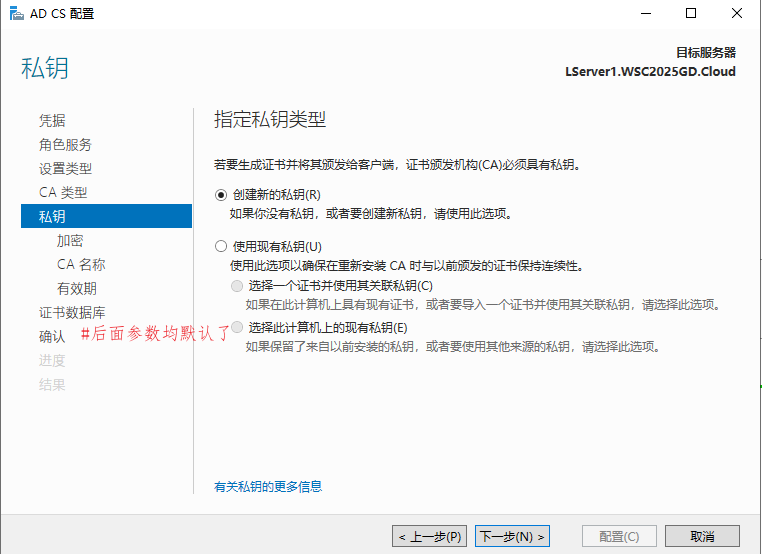 AD CS 配置
私钥
目标服务器
LServer1.WSC2025GD.Cloud
凭据
角色服务
设置类型
CA 类型
私钥
加密
CA 名称
有效期
证书数据库
确认
#后面参数均默认了
进度
结果
指定私钥类型
若要生成证书并将其颁发给客户端，证书颁发机构(CA)必须具有私钥。
创建新的私钥(R)
如果你没有私钥，或者要创建新私钥，请使用此选项。
使用现有私钥(U)
使用此选项以确保在重新安装 CA 时与以前颁发的证书保持连续性。
选择一个证书并使用其关联私钥(C)
如果在此计算机上具有现有证书，或者要导入一个证书并使用其关联私钥，请选择此选项。
选择此计算机上的现有私钥(E)
如果保留了来自以前安装的私钥，或者要使用其他来源的私钥，请选择此选项。
有关私钥的更多信息
< 上一步(P)
下一步(N) >
配置(C)
取消